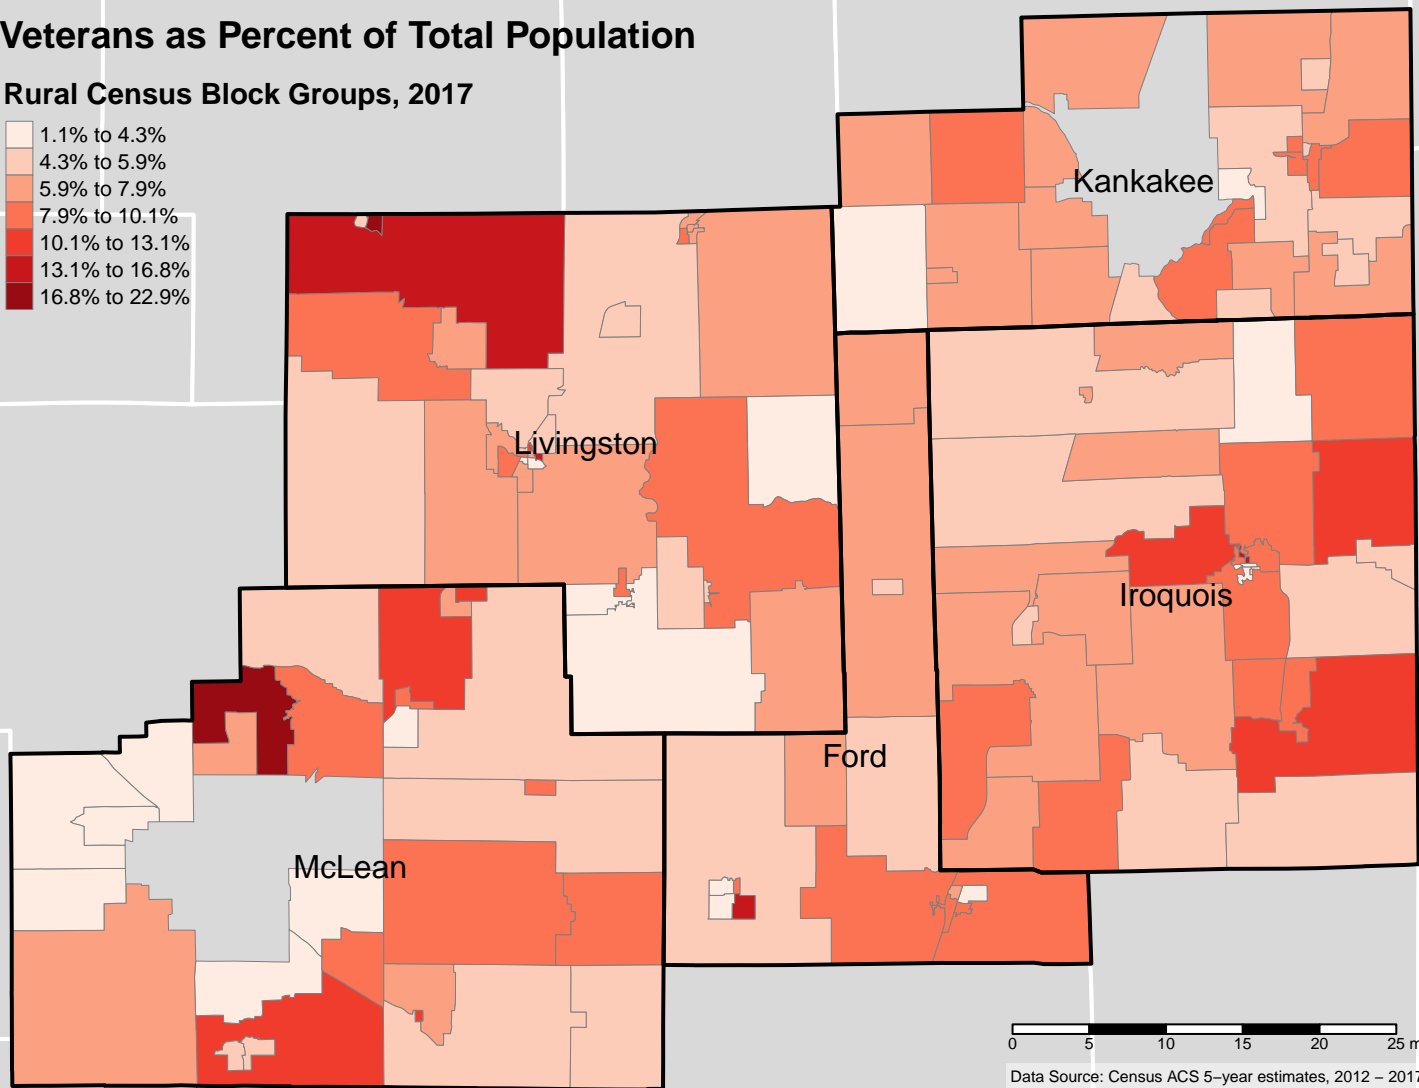 Veterans as Percent of Total Population
Rural Census Block Groups, 2017
1.1% to 4.3%
4.3% to 5.9%
5.9% to 7.9%
7.9% to 10.1%
10.1% to 13.1%
13.1% to 16.8%
16.8% to 22.9%
Kankakee
Livingston
Iroquois
Ford
McLean
0 5 10 15 20 25 m
Data Source: Census ACS 5−year estimates, 2012 − 2017